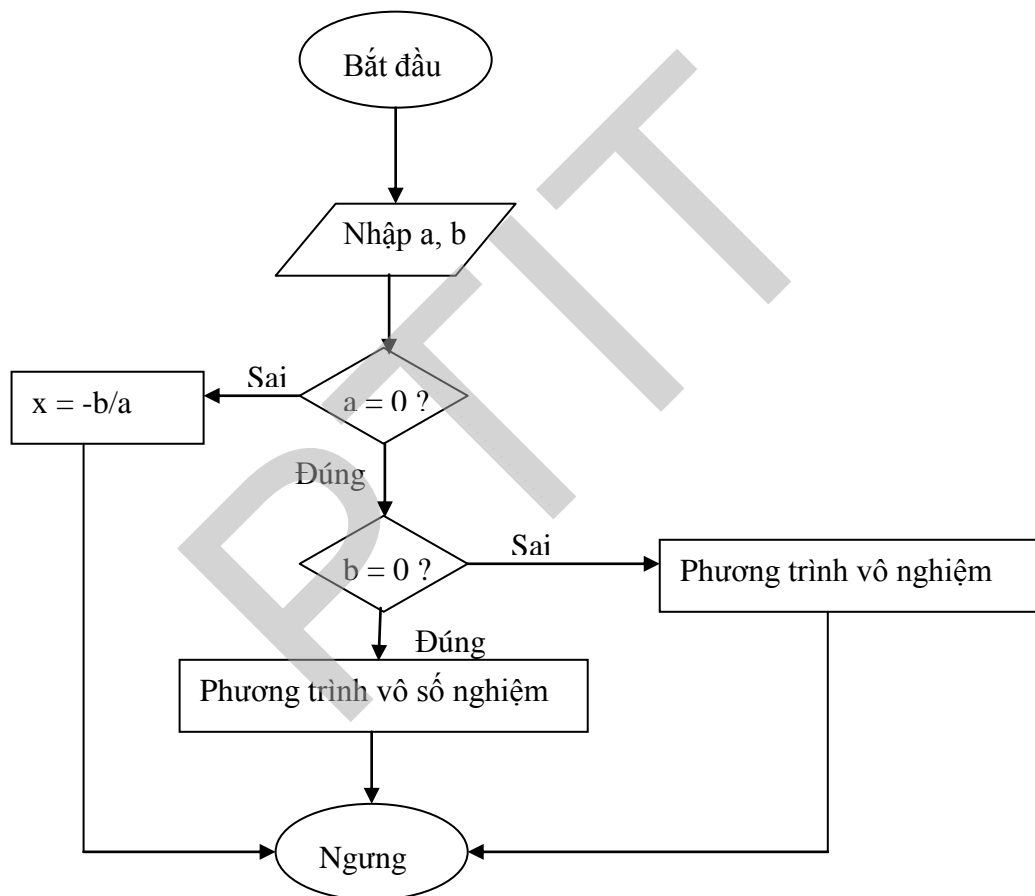 Bắt đầu
Nhập a, b
Sai
x = -b/a
a = 0 ?
Đúng
Sai
b = 0 ?
Phương trình vô nghiệm
Đúng
Phương trình vô số nghiệm
Ngưng
PTIT